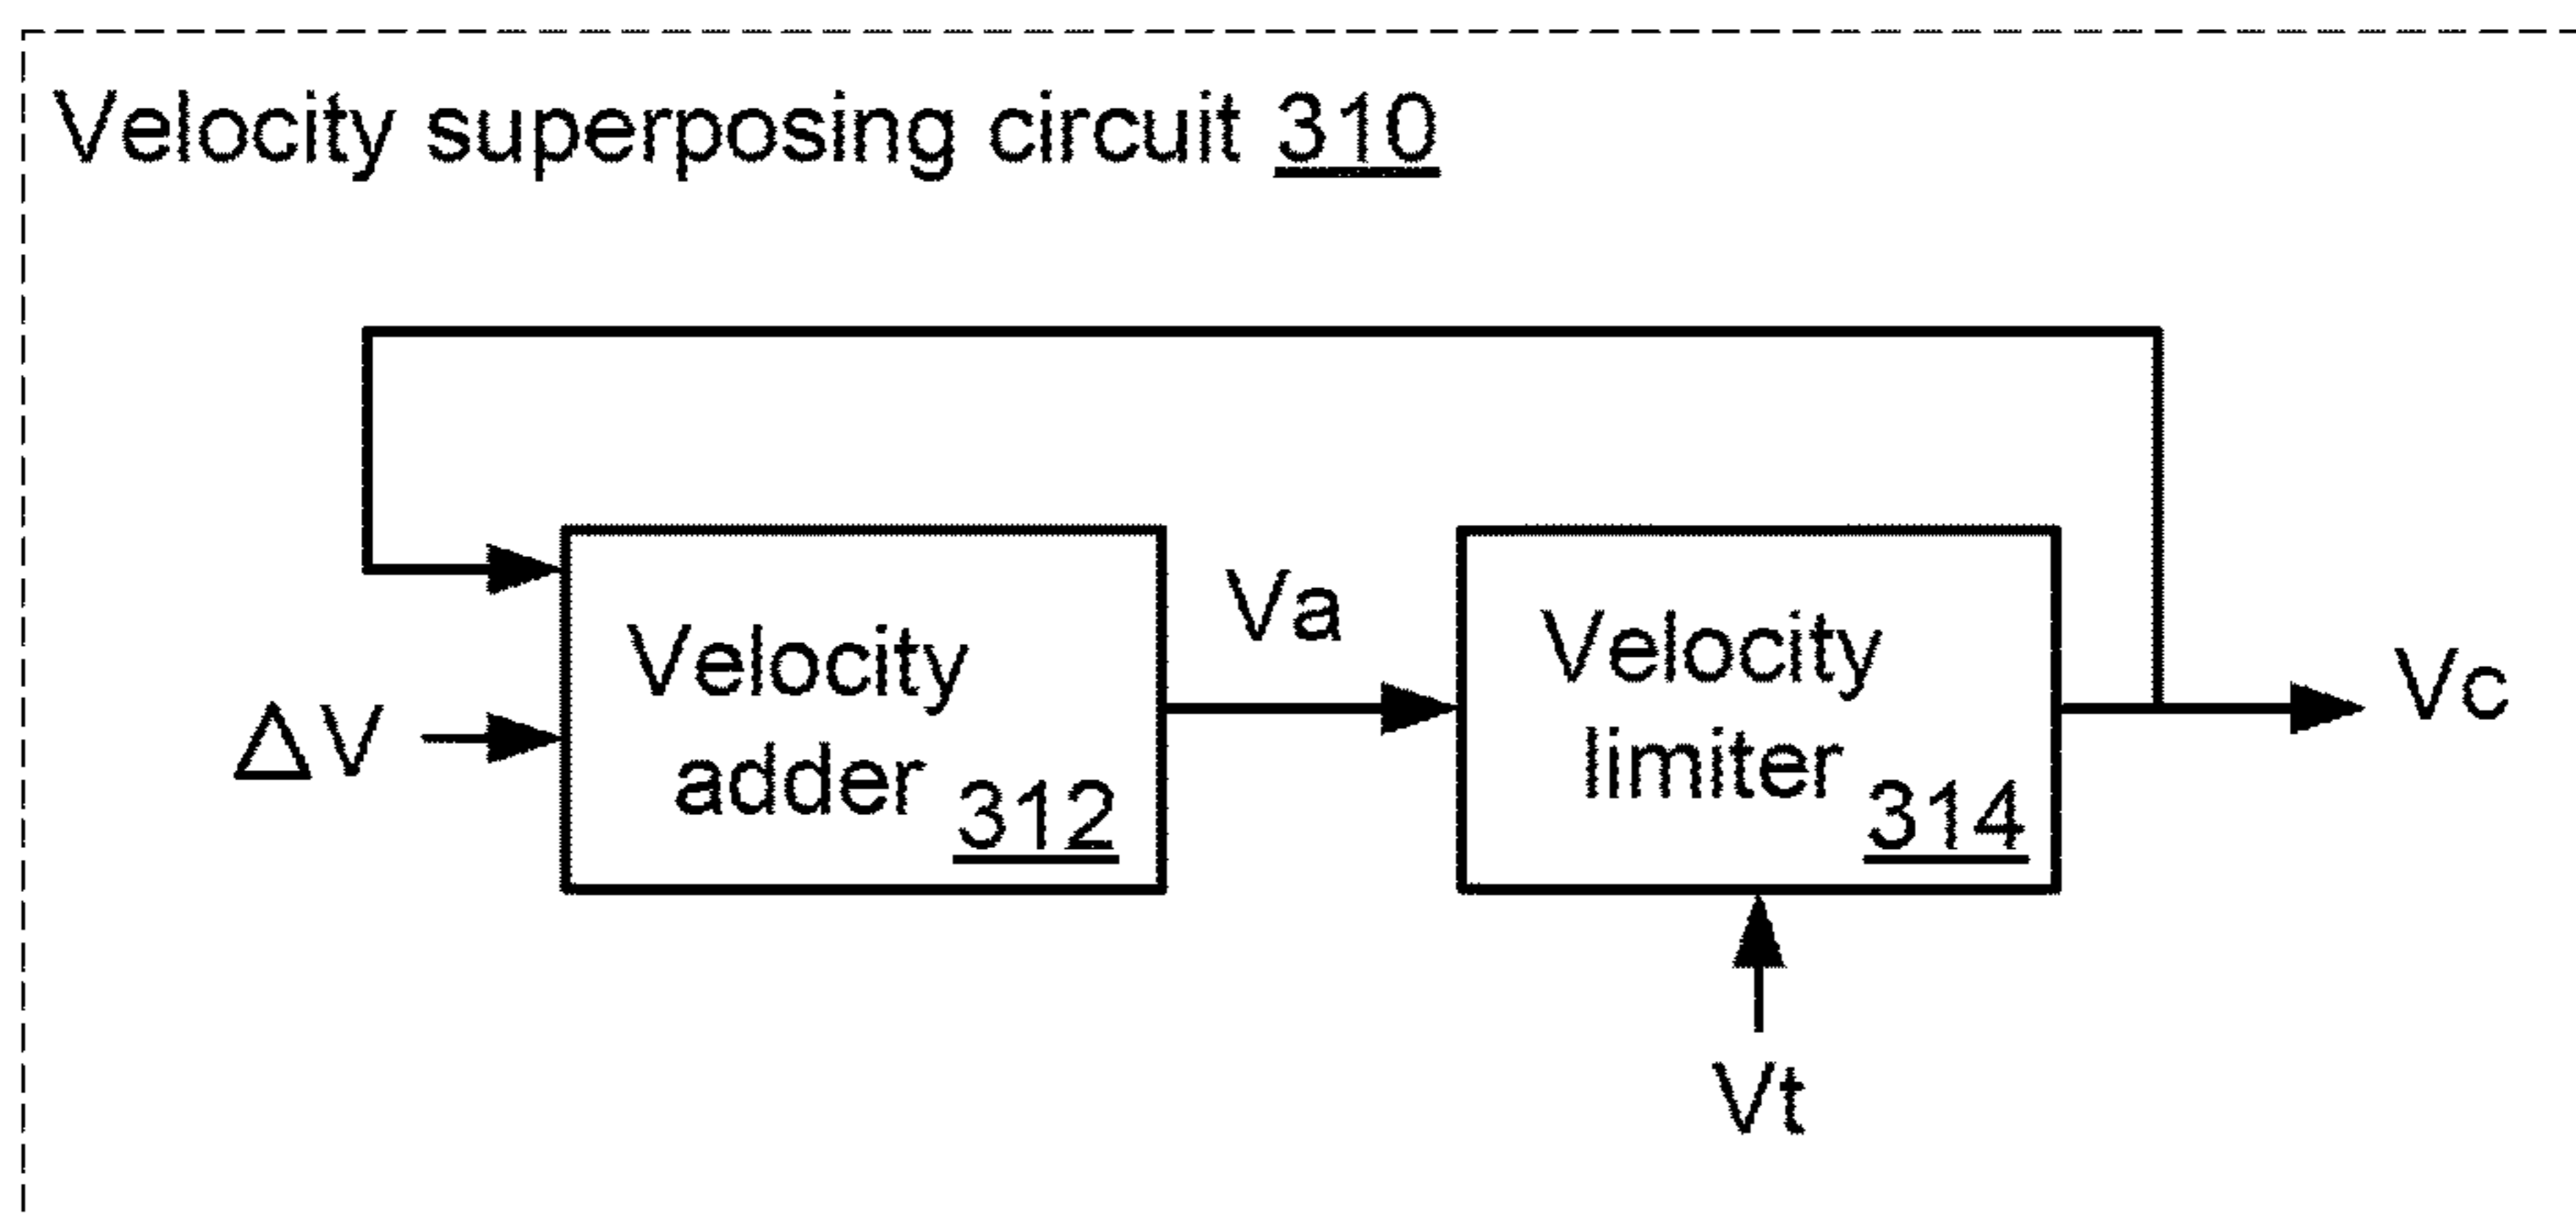 Velocity superposing circuit 310
Velocity
adder 312
ΔV
Va
Velocity
limiter 314
Vc
Vt